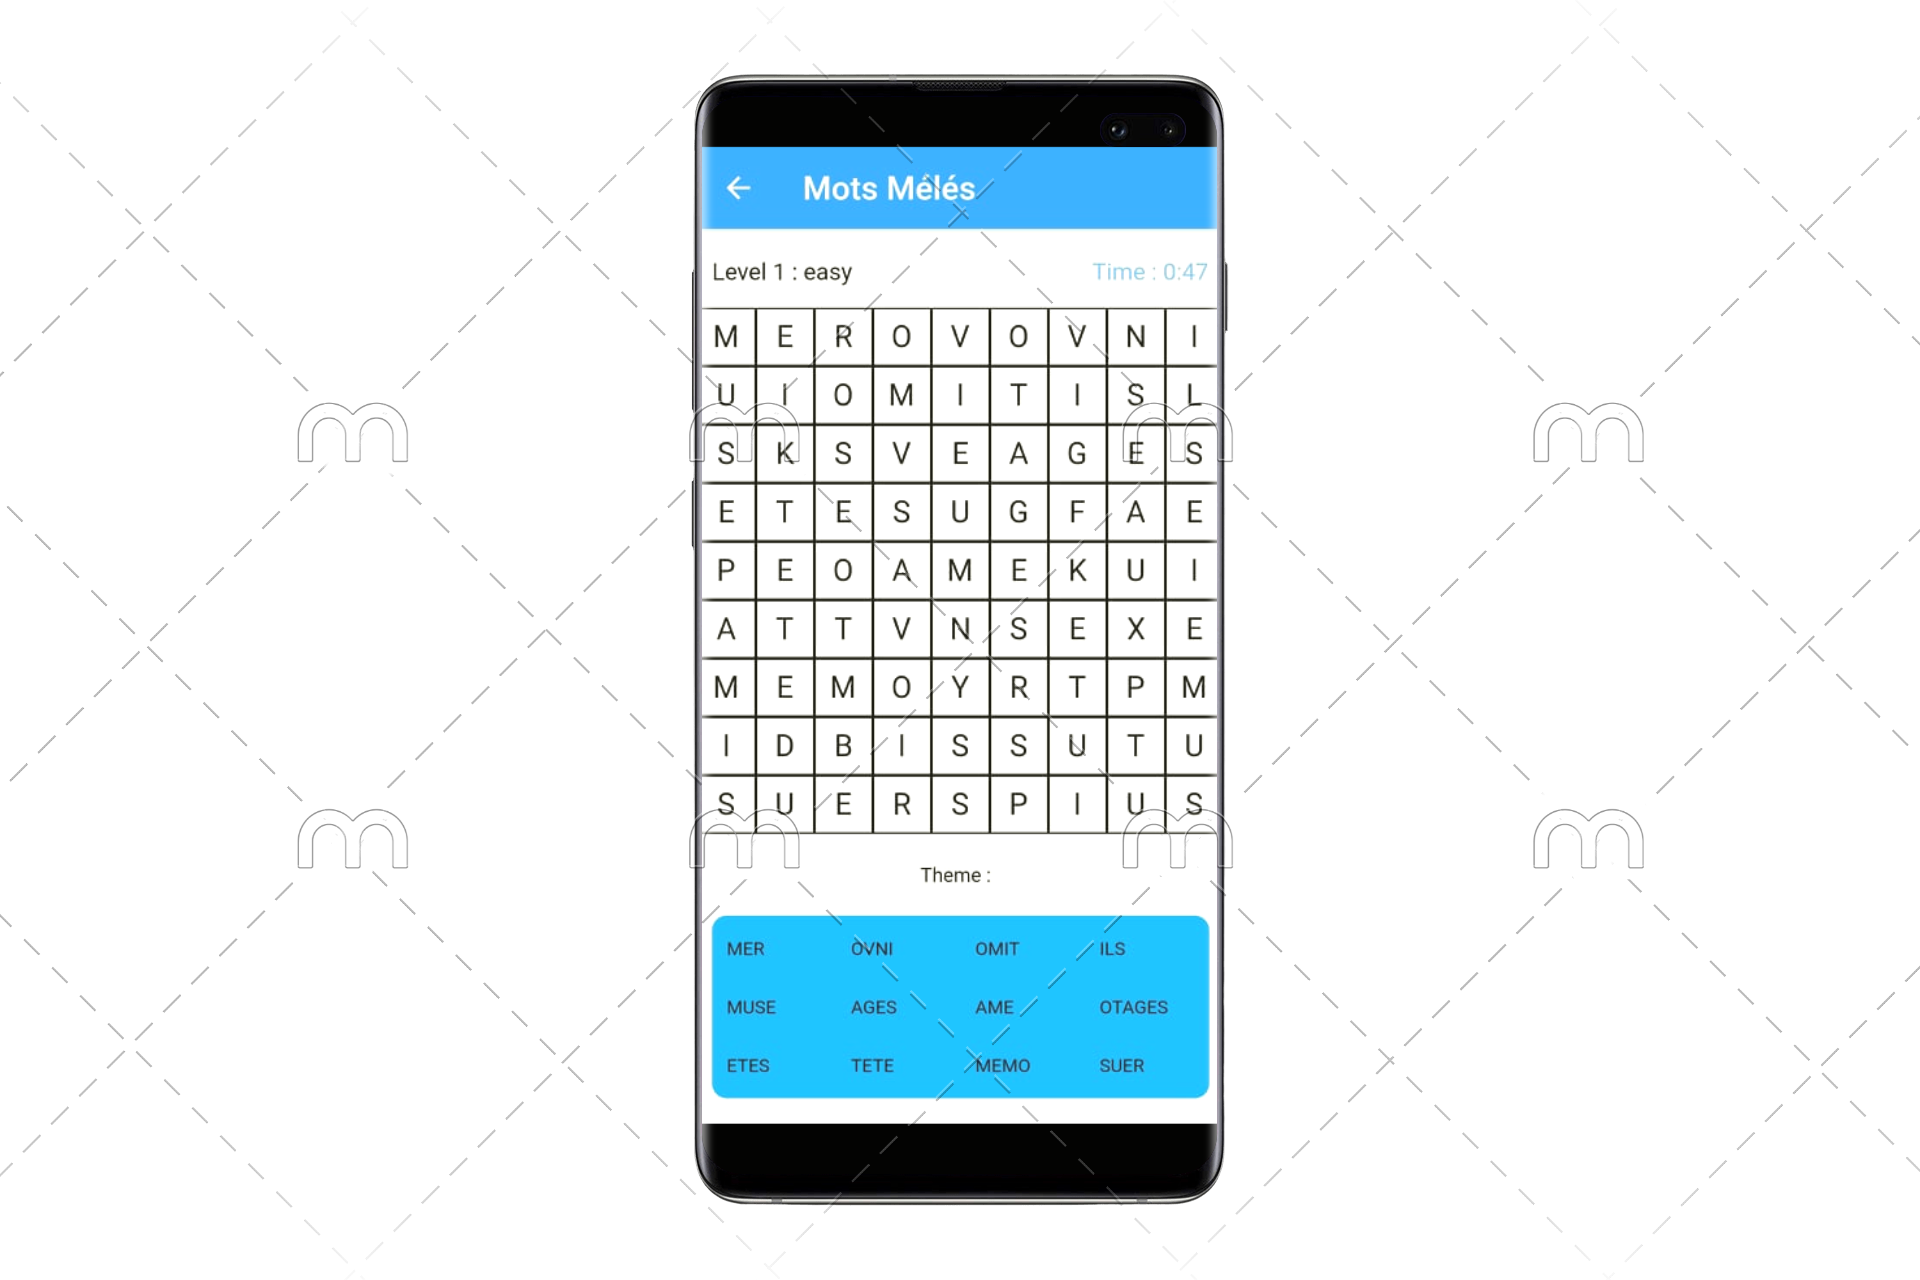 Mots Mélés
Level 1 : easy
Time : 0:47
M E R O V O V N I
U I O M I T I S L
S K S V E A G E S
E T E S U G F A E
P E O A M E K U I
A T T V N S E X E
M E M O Y R T P M
I D B I S S U T U
S U E R S P I U S
Theme :
MER OVNI OMIT ILS
MUSE AGES AME OTAGES
ETES TETE MEMO SUER